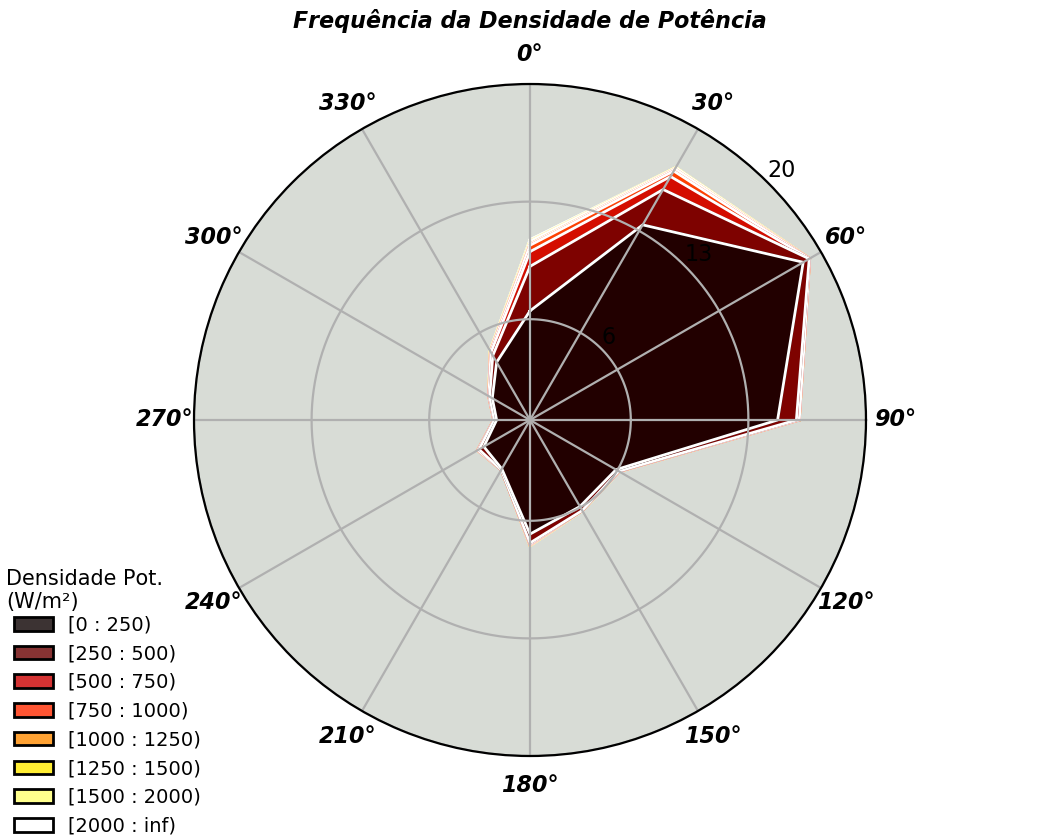 Frequência da Densidade de Potência
0°
330°
30°
20
300°
60°
13
6
270°
90°
240°
120°
210°
150°
180°
Densidade Pot.
(W/m²)
[0 : 250)
[250 : 500)
[500 : 750)
[750 : 1000)
[1000 : 1250)
[1250 : 1500)
[1500 : 2000)
[2000 : inf)